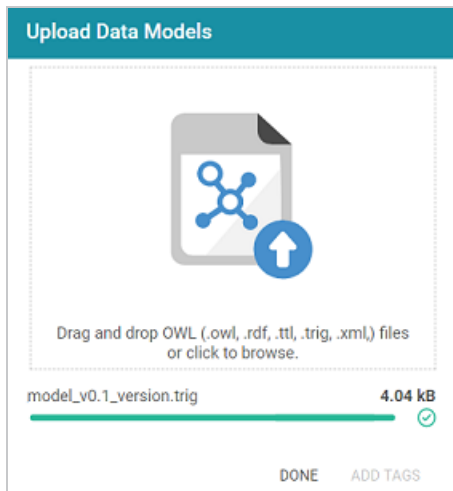 Upload Data Models
Drag and drop OWL (.owl, .rdf, .ttl, .trig, .xml,) files
or click to browse.
model_v0.1_version.trig 4.04 kB
DONE ADD TAGS